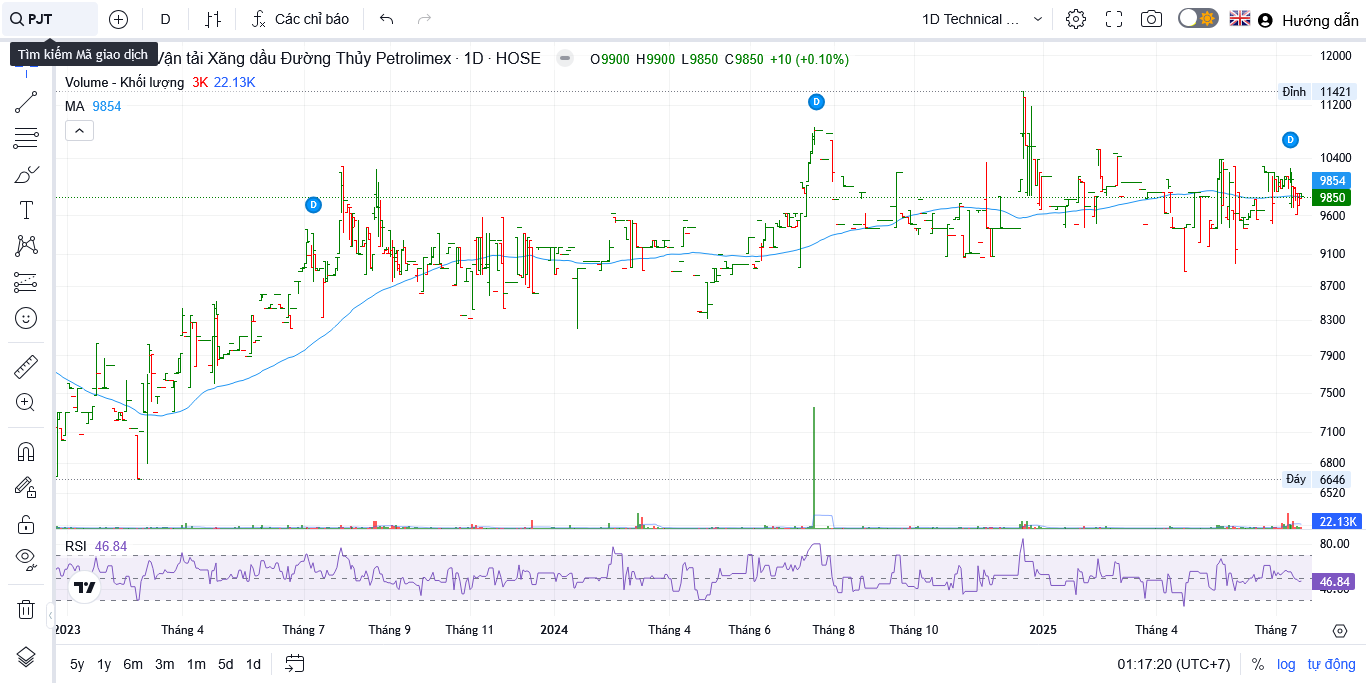 PJT
D
Các chỉ báo
1D Technical ...
Hướng dẫn
Tìm kiếm Mã giao dịch
Vận tải Xăng dầu Đường Thủy Petrolimex · 1D · HOSE
O9900 H9900 L9850 C9850 +10 (+0.10%)
Volume - Khối lượng 3K 22.13K
MA 9854
12000
Đỉnh 11421
11200
10400
9854
9850
9600
9100
8700
8300
7900
7500
7100
6800
Đáy 6646
6520
22.13K
D
D
D
RSI 46.84
80.00
46.84
40.00
2023
Tháng 4
Tháng 7
Tháng 9
Tháng 11
2024
Tháng 4
Tháng 6
Tháng 8
Tháng 10
2025
Tháng 4
Tháng 7
5y 1y 6m 3m 1m 5d 1d
01:17:20 (UTC+7)
% log tự động